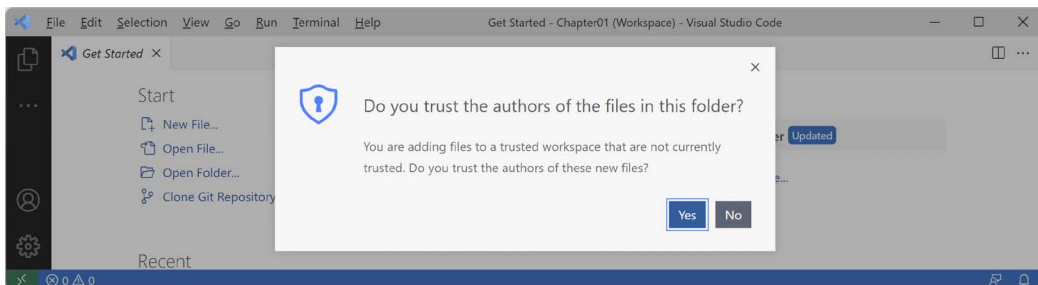 File Edit Selection View Go Run Terminal Help Get Started - Chapter01 (Workspace) - Visual Studio Code
Get Started
Start
New File...
Open File...
Open Folder...
Clone Git Repository
Recent
Do you trust the authors of the files in this folder?
You are adding files to a trusted workspace that are not currently
trusted. Do you trust the authors of these new files?
Yes No
Updated
0 0